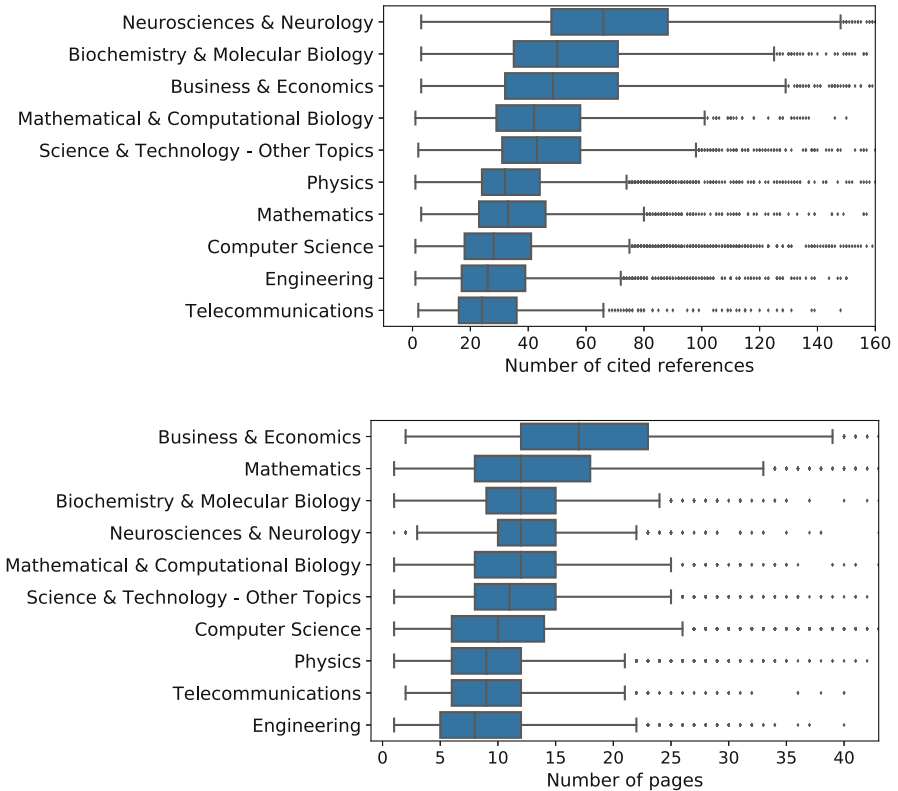 Neurosciences & Neurology
Biochemistry & Molecular Biology
Business & Economics
Mathematical & Computational Biology
Science & Technology - Other Topics
Physics
Mathematics
Computer Science
Engineering
Telecommunications
0 20 40 60 80 100 120 140 160
Number of cited references
Business & Economics
Mathematics
Biochemistry & Molecular Biology
Neurosciences & Neurology
Mathematical & Computational Biology
Science & Technology - Other Topics
Computer Science
Physics
Telecommunications
Engineering
0 5 10 15 20 25 30 35 40
Number of pages